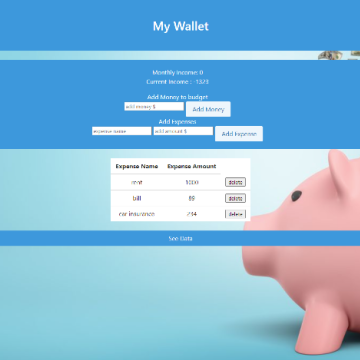 My Wallet
Monthly Income: 0
Current Income : -1323
Add Money to budget
add money $ Add Money
Add Expenses
expense name add amount $ Add Expense
Expense Name Expense Amount
rent 1000 delete
bill 89 delete
car insurance 234 delete
See Data